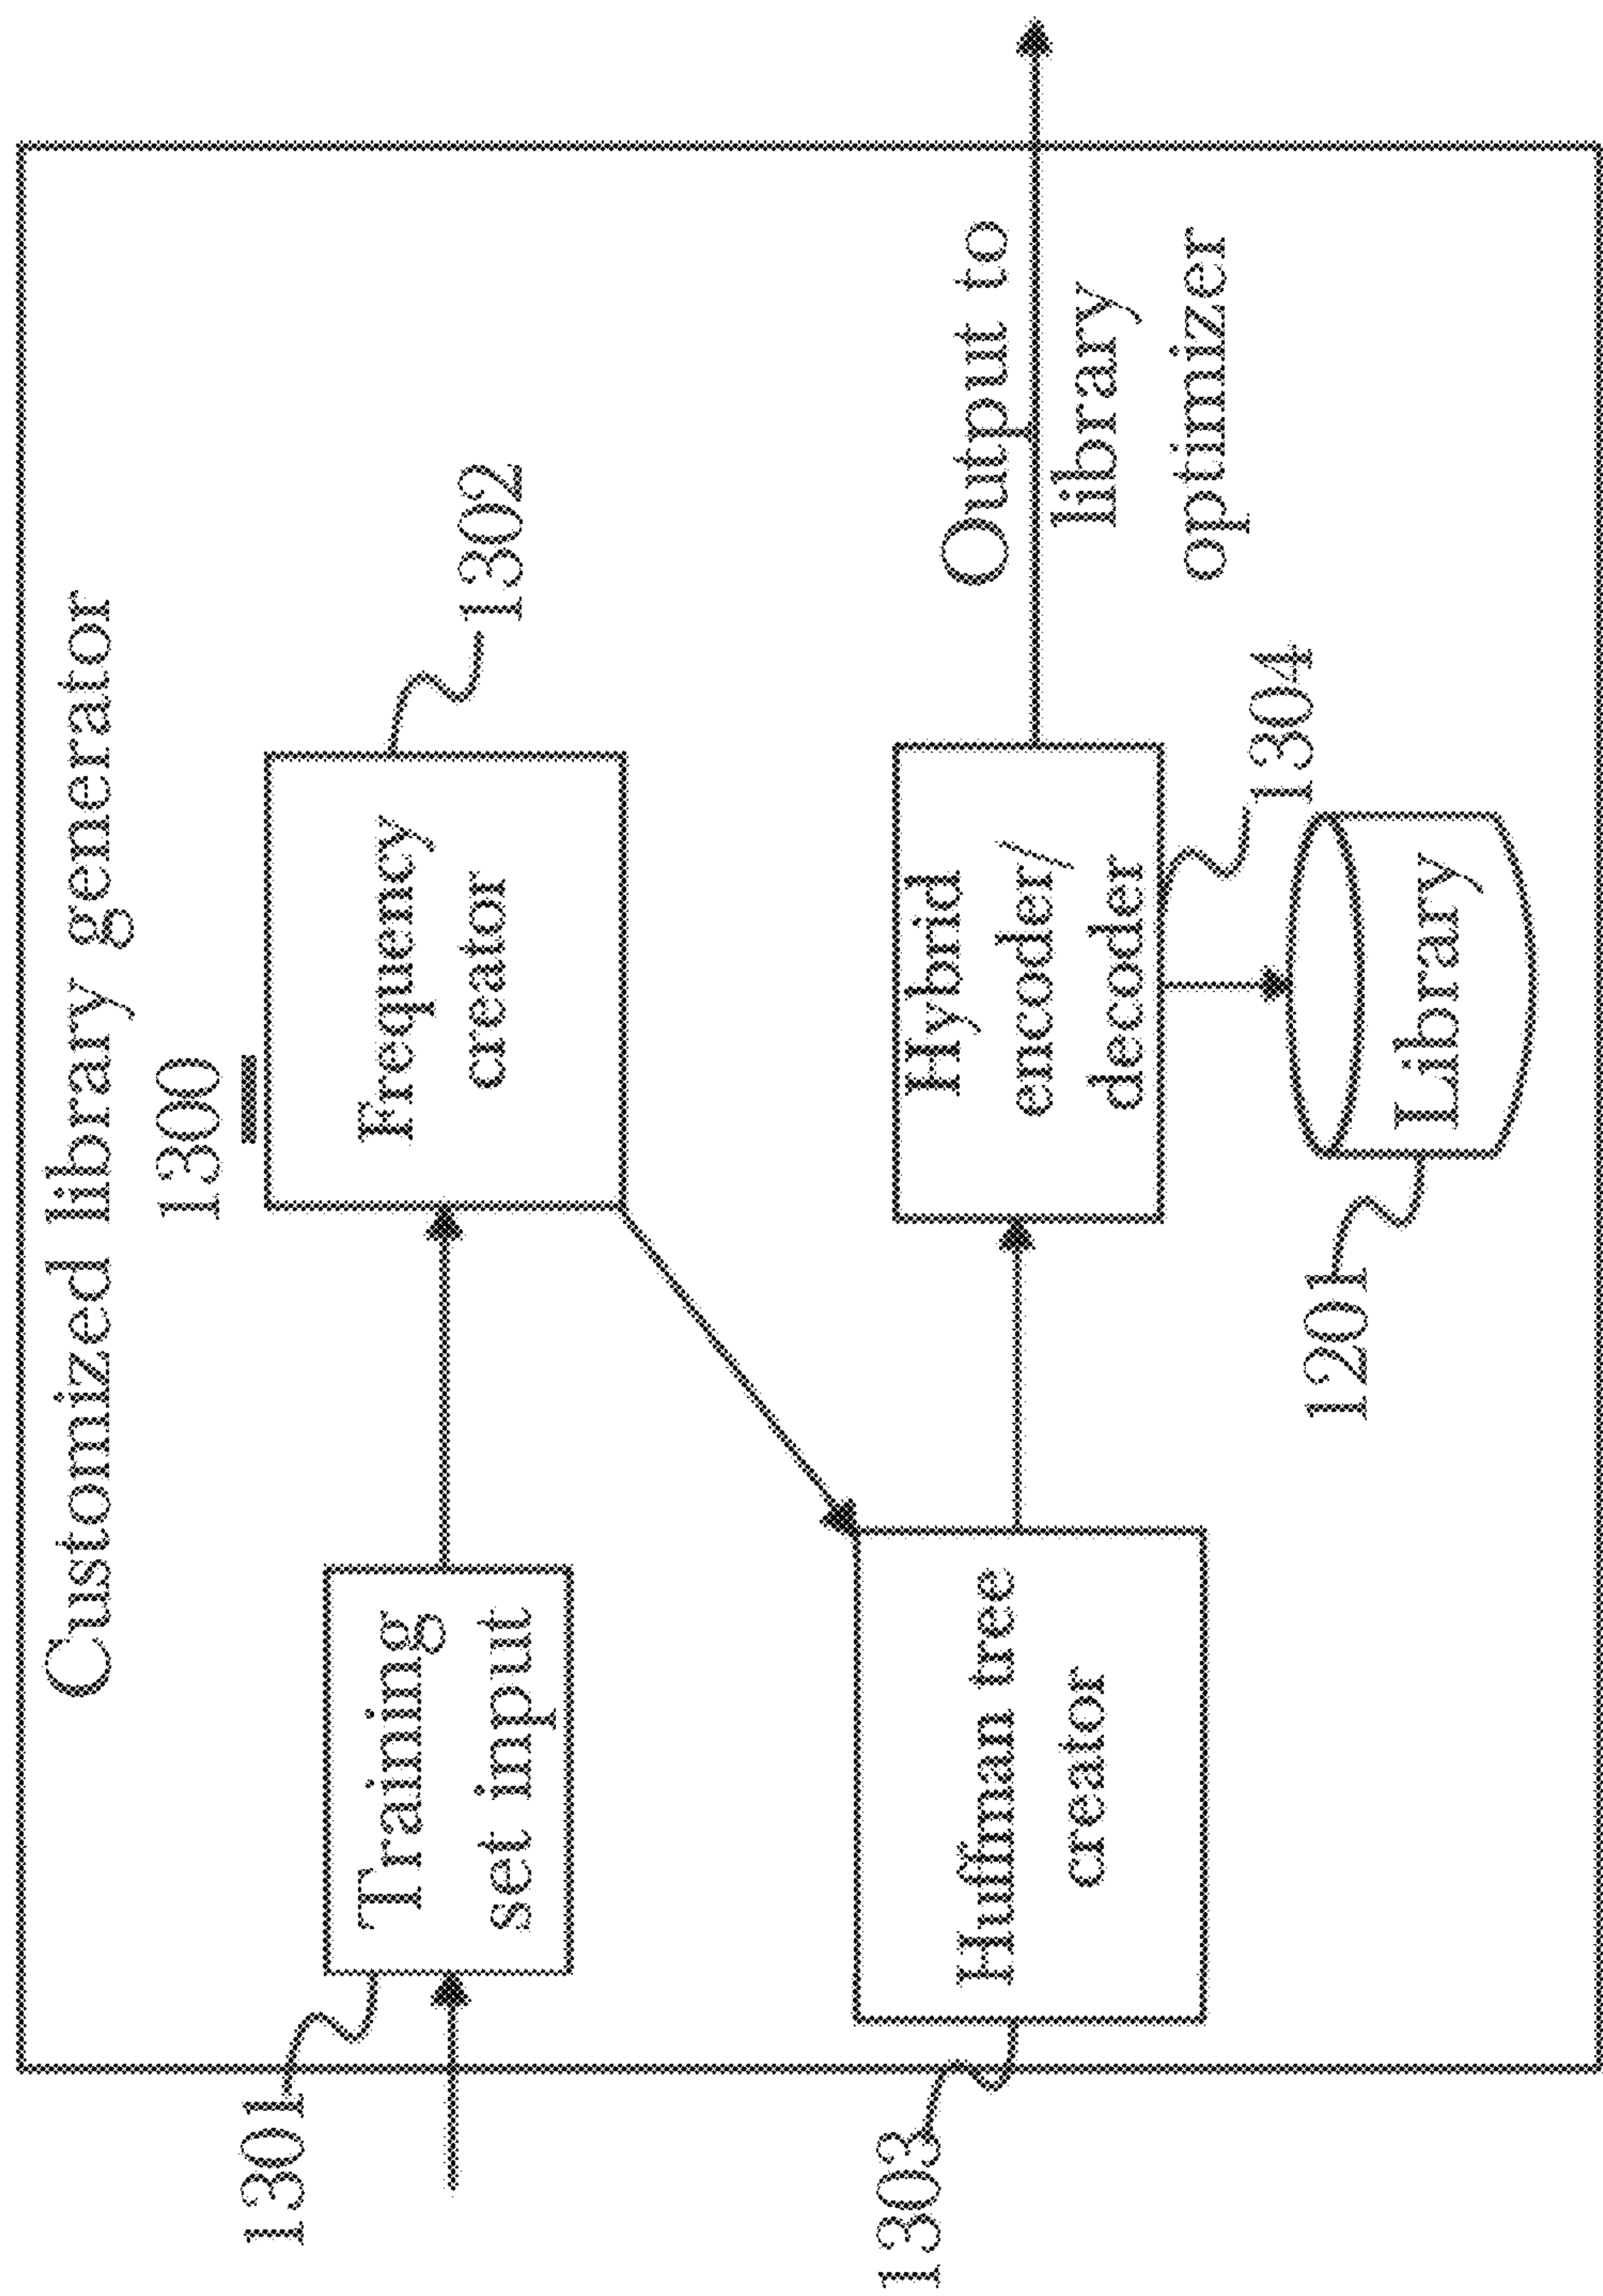 Customized library generator
1300
1301
Training
set input
Frequency
creator
1302
1303
Huffman tree
creator
Hybrid
encoder/
decoder
1304
Output to
library
optimizer
1201
Library